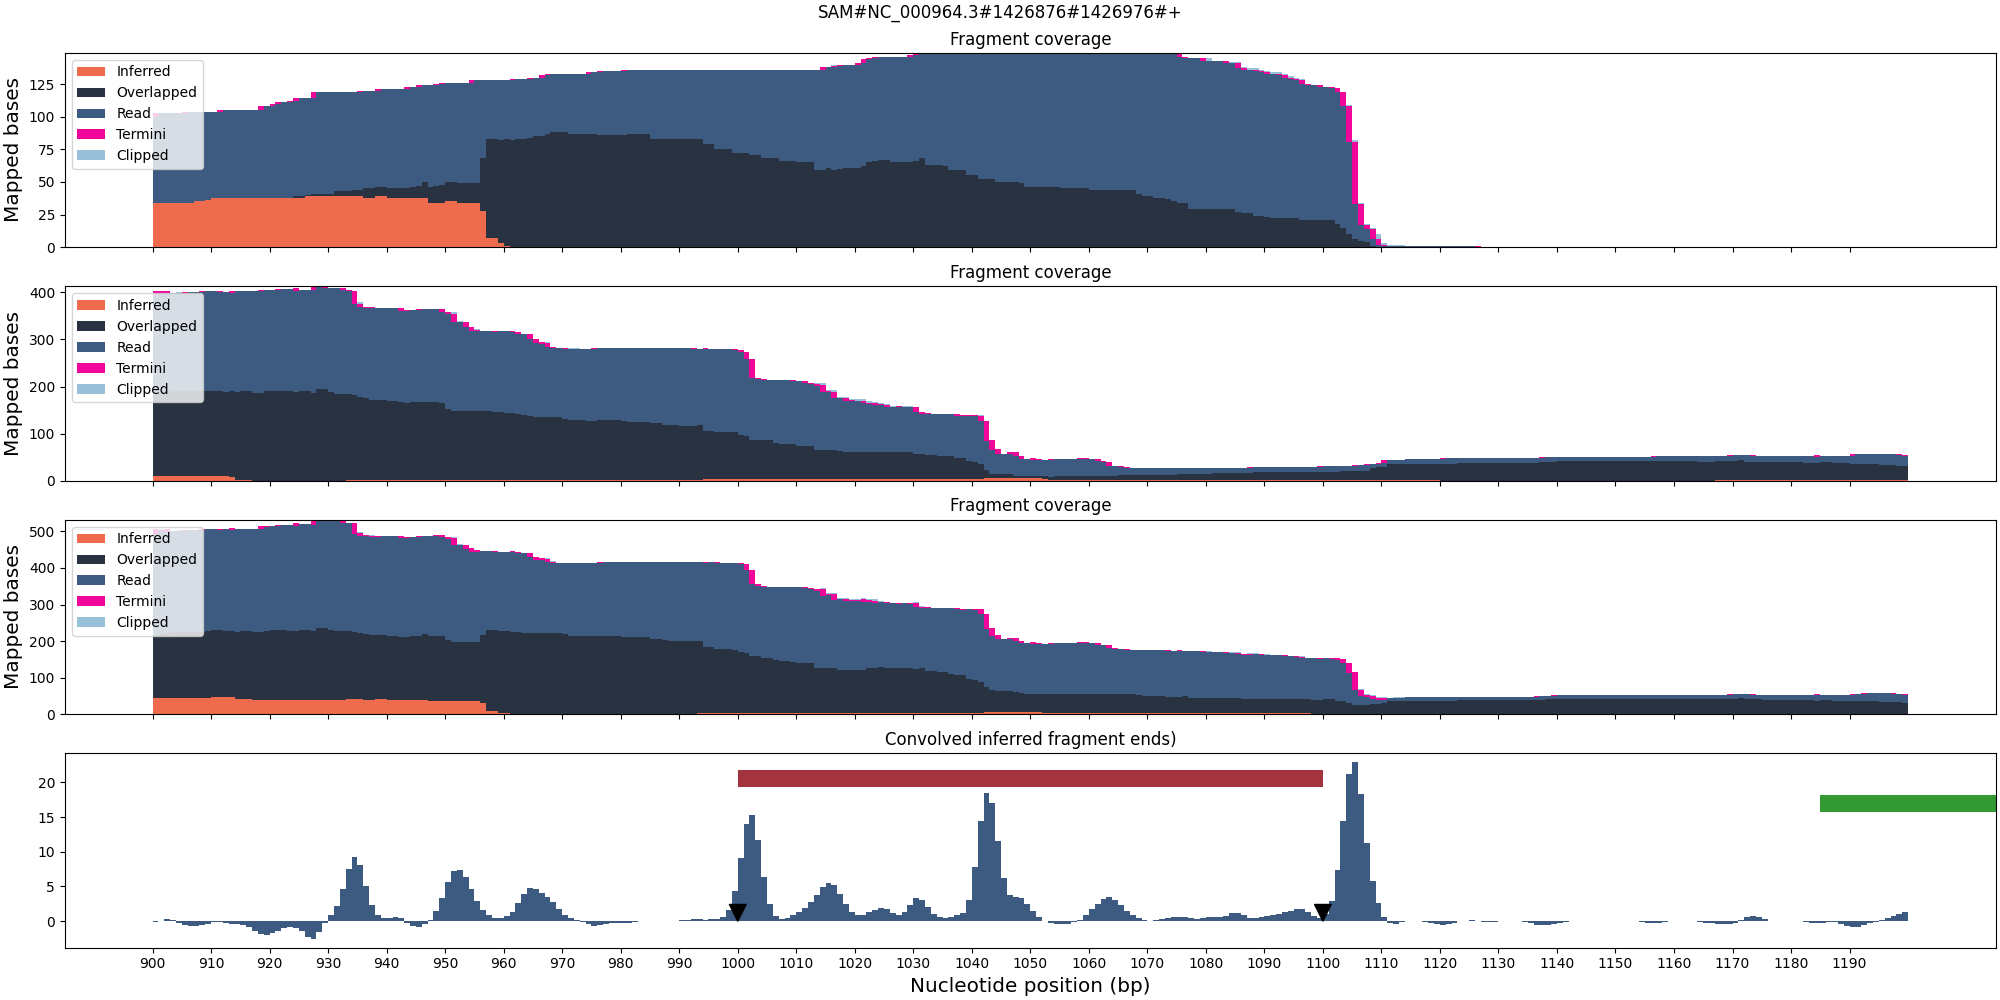 SAM#NC_000964.3#1426876#1426976#+
Fragment coverage
Mapped bases
125
100
75
50
25
0
Inferred
Overlapped
Read
Termini
Clipped
Fragment coverage
Mapped bases
400
300
200
100
0
Inferred
Overlapped
Read
Termini
Clipped
Fragment coverage
Mapped bases
500
400
300
200
100
0
Inferred
Overlapped
Read
Termini
Clipped
Convolved inferred fragment ends)
20
15
10
5
0
900 910 920 930 940 950 960 970 980 990 1000 1010 1020 1030 1040 1050 1060 1070 1080 1090 1100 1110 1120 1130 1140 1150 1160 1170 1180 1190
Nucleotide position (bp)